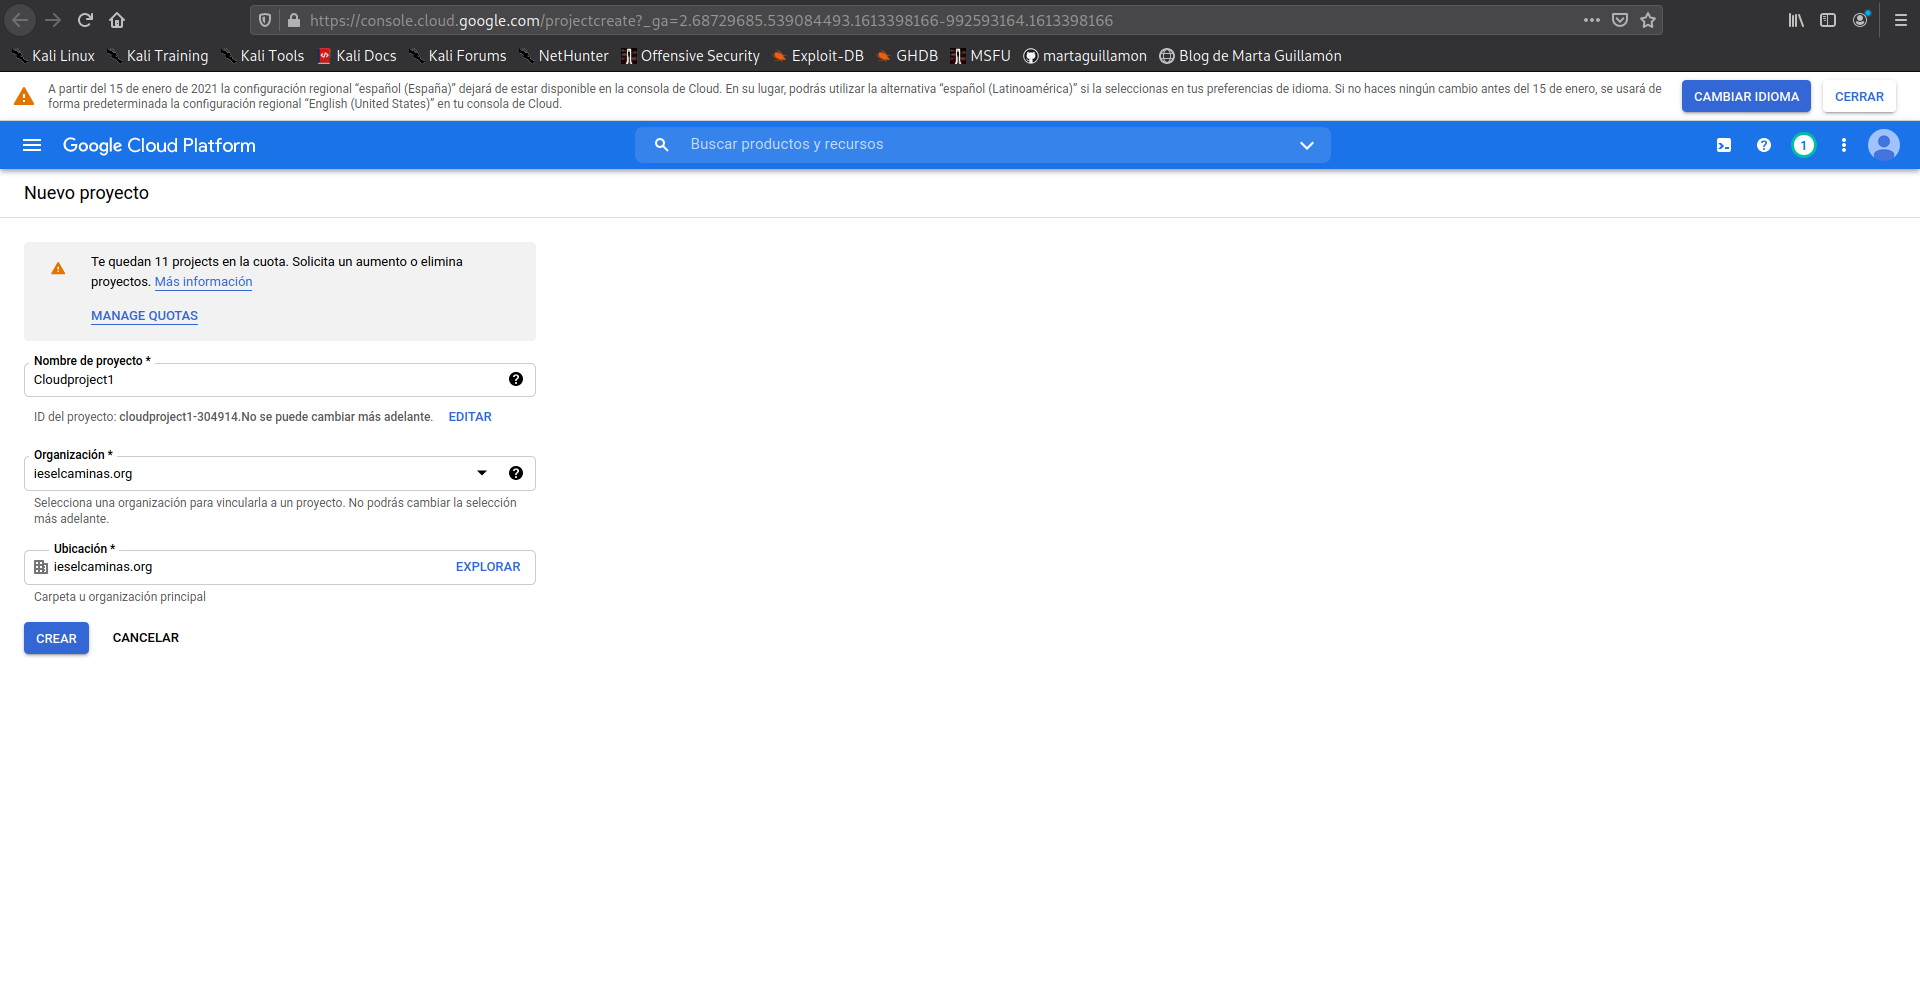 https://console.cloud.google.com/projectcreate?_ga=2.68729685.539084493.1613398166-992593164.1613398166
Kali Linux Kali Training Kali Tools Kali Docs Kali Forums NetHunter Offensive Security Exploit-DB GHDB MSFU martaguillamon Blog de Marta Guillamón
A partir del 15 de enero de 2021 la configuración regional “español (España)” dejará de estar disponible en la consola de Cloud. En su lugar, podrás utilizar la alternativa “español (Latinoamérica)” si la seleccionas en tus preferencias de idioma. Si no haces ningún cambio antes del 15 de enero, se usará de
forma predeterminada la configuración regional “English (United States)” en tu consola de Cloud.
CAMBIAR IDIOMA CERRAR
Google Cloud Platform Buscar productos y recursos 1
Nuevo proyecto
Te quedan 11 projects en la cuota. Solicita un aumento o elimina
proyectos. Más información
MANAGE QUOTAS
Nombre de proyecto *
Cloudproject1
ID del proyecto: cloudproject1-304914.No se puede cambiar más adelante. EDITAR
Organización *
ieselcaminas.org
Selecciona una organización para vincularla a un proyecto. No podrás cambiar la selección
más adelante.
Ubicación *
ieselcaminas.org EXPLORAR
Carpeta u organización principal
CREAR CANCELAR